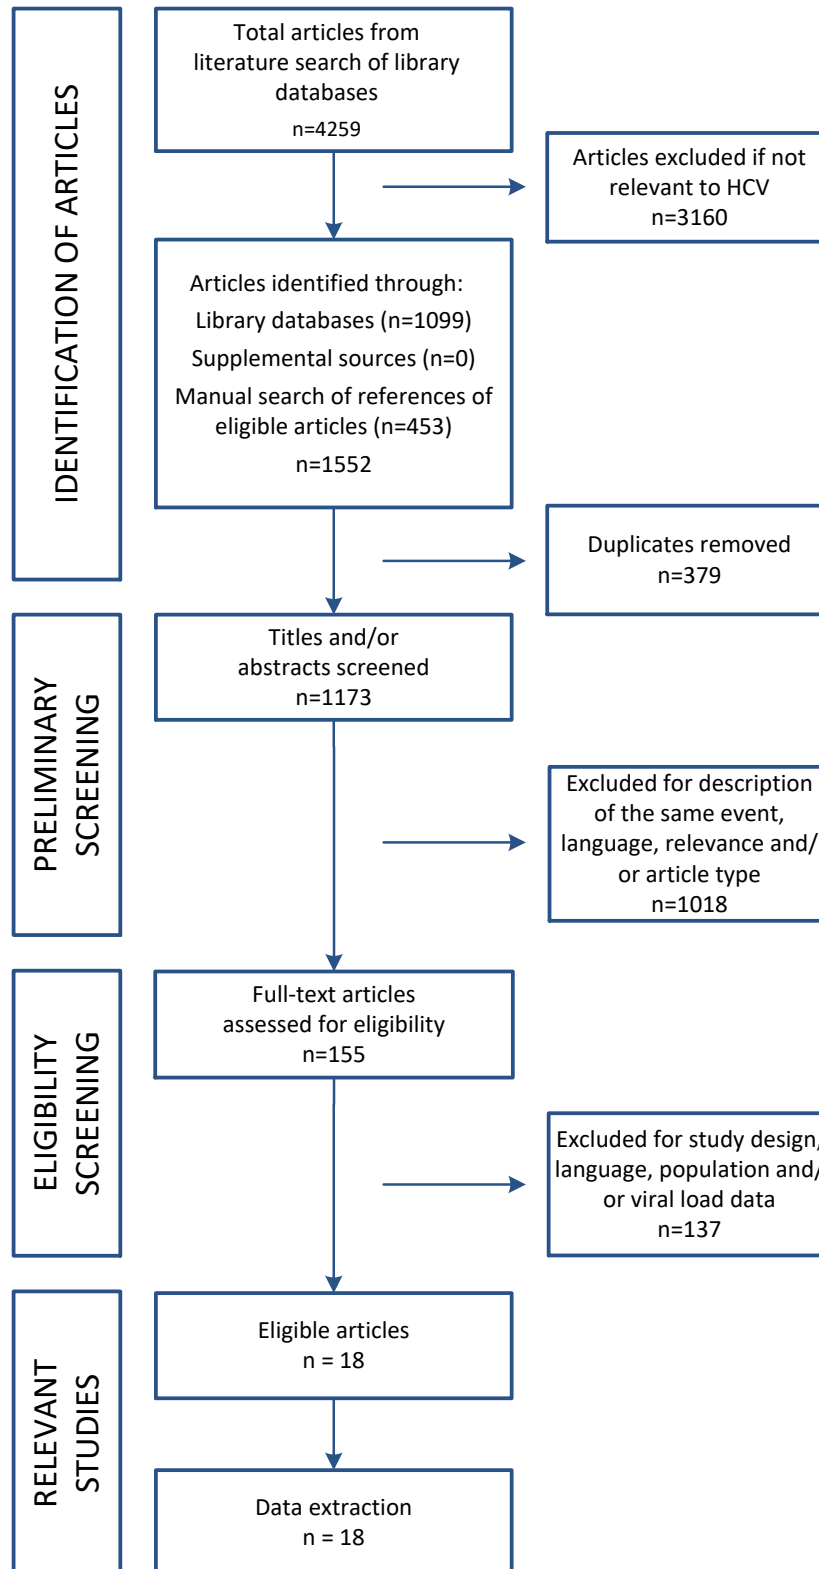 IDENTIFICATION OF ARTICLES
Total articles from
literature search of library
databases
n=4259
Articles excluded if not
relevant to HCV
n=3160
Articles identified through:
Library databases (n=1099)
Supplemental sources (n=0)
Manual search of references of
eligible articles (n=453)
n=1552
Duplicates removed
n=379
PRELIMINARY
SCREENING
Titles and/or
abstracts screened
n=1173
Excluded for description
of the same event,
language, relevance and/
or article type
n=1018
ELIGIBILITY
SCREENING
Full-text articles
assessed for eligibility
n=155
Excluded for study design,
language, population and/
or viral load data
n=137
RELEVANT
STUDIES
Eligible articles
n = 18
Data extraction
n = 18